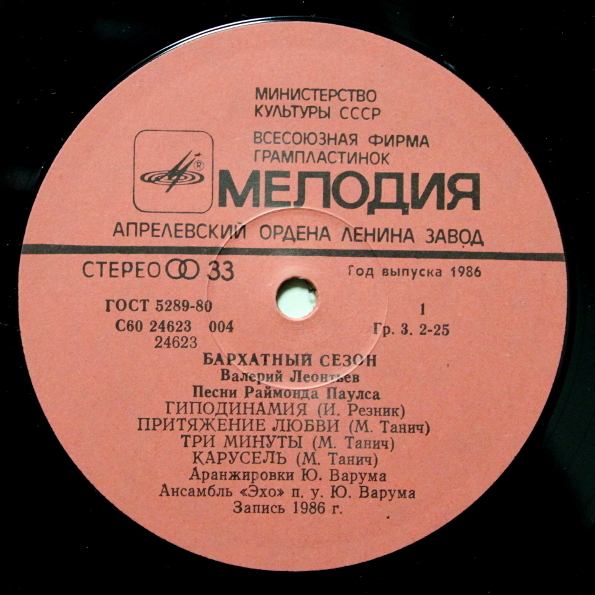 МИНИСТЕРСТВО
КУЛЬТУРЫ СССР
ВСЕСОЮЗНАЯ ФИРМА
ГРАМПЛАСТИНОК
®
МЕЛОДИЯ
АПРЕЛЕВСКИЙ ОРДЕНА ЛЕНИНА ЗАВОД
СТЕРЕО 33
Год выпуска 1986
ГОСТ 5289-80
1
С60 24623 004
Гр. 3. 2-25
24623
БАРХАТНЫЙ СЕЗОН
Валерий Леонтьев
Песни Раймонда Паулса
ГИПОДИНАМИЯ (И. Резник)
ПРИТЯЖЕНИЕ ЛЮБВИ (М. Танич)
ТРИ МИНУТЫ (М. Танич)
КАРУСЕЛЬ (М. Танич)
Аранжировки Ю. Варума
Ансамбль «Эхо» п. у. Ю. Варума
Запись 1986 г.